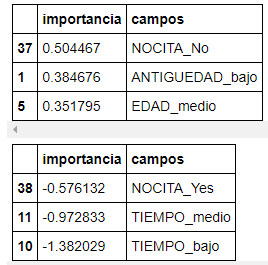 importancia campos
37 0.504467 NOCITA_No
1 0.384676 ANTIGUEDAD_bajo
5 0.351795 EDAD_medio
importancia campos
38 -0.576132 NOCITA_Yes
11 -0.972833 TIEMPO_medio
10 -1.382029 TIEMPO_bajo